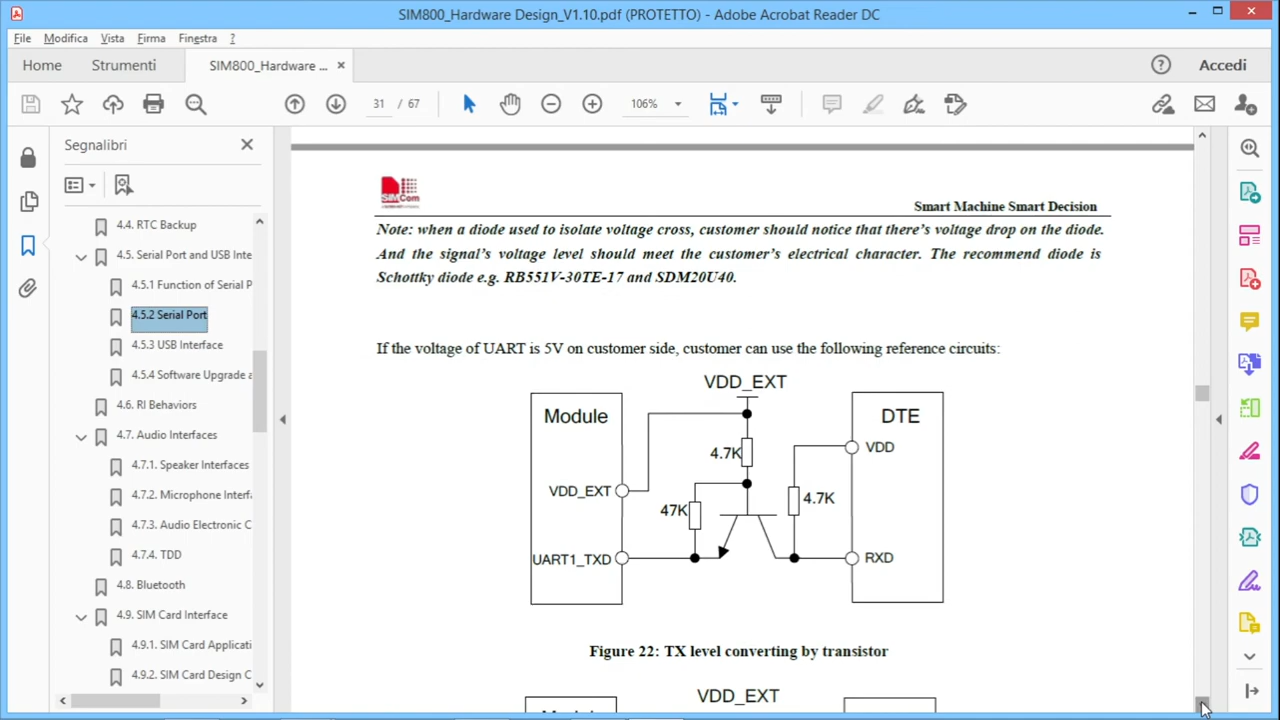 SIM800_Hardware Design_V1.10.pdf (PROTETTO) - Adobe Acrobat Reader DC
File Modifica Vista Firma Finestra ?
Home Strumenti SIM800_Hardware ... × Accedi
31 / 67 106%
Segnalibri
4.4. RTC Backup
4.5. Serial Port and USB Inte
4.5.1 Function of Serial P
4.5.2 Serial Port
4.5.3 USB Interface
4.5.4 Software Upgrade a
4.6. RI Behaviors
4.7. Audio Interfaces
4.7.1. Speaker Interfaces
4.7.2. Microphone Interf
4.7.3. Audio Electronic C
4.7.4. TDD
4.8. Bluetooth
4.9. SIM Card Interface
4.9.1. SIM Card Applicati
4.9.2. SIM Card Design C
SIMCom
Smart Machine Smart Decision
Note: when a diode used to isolate voltage cross, customer should notice that there's voltage drop on the diode.
And the signal's voltage level should meet the customer's electrical character. The recommend diode is
Schottky diode e.g. RB551V-30TE-17 and SDM20U40.
If the voltage of UART is 5V on customer side, customer can use the following reference circuits:
VDD_EXT
Module
DTE
4.7K
VDD
VDD_EXT
47K
4.7K
UART1_TXD
RXD
Figure 22: TX level converting by transistor
VDD_EXT